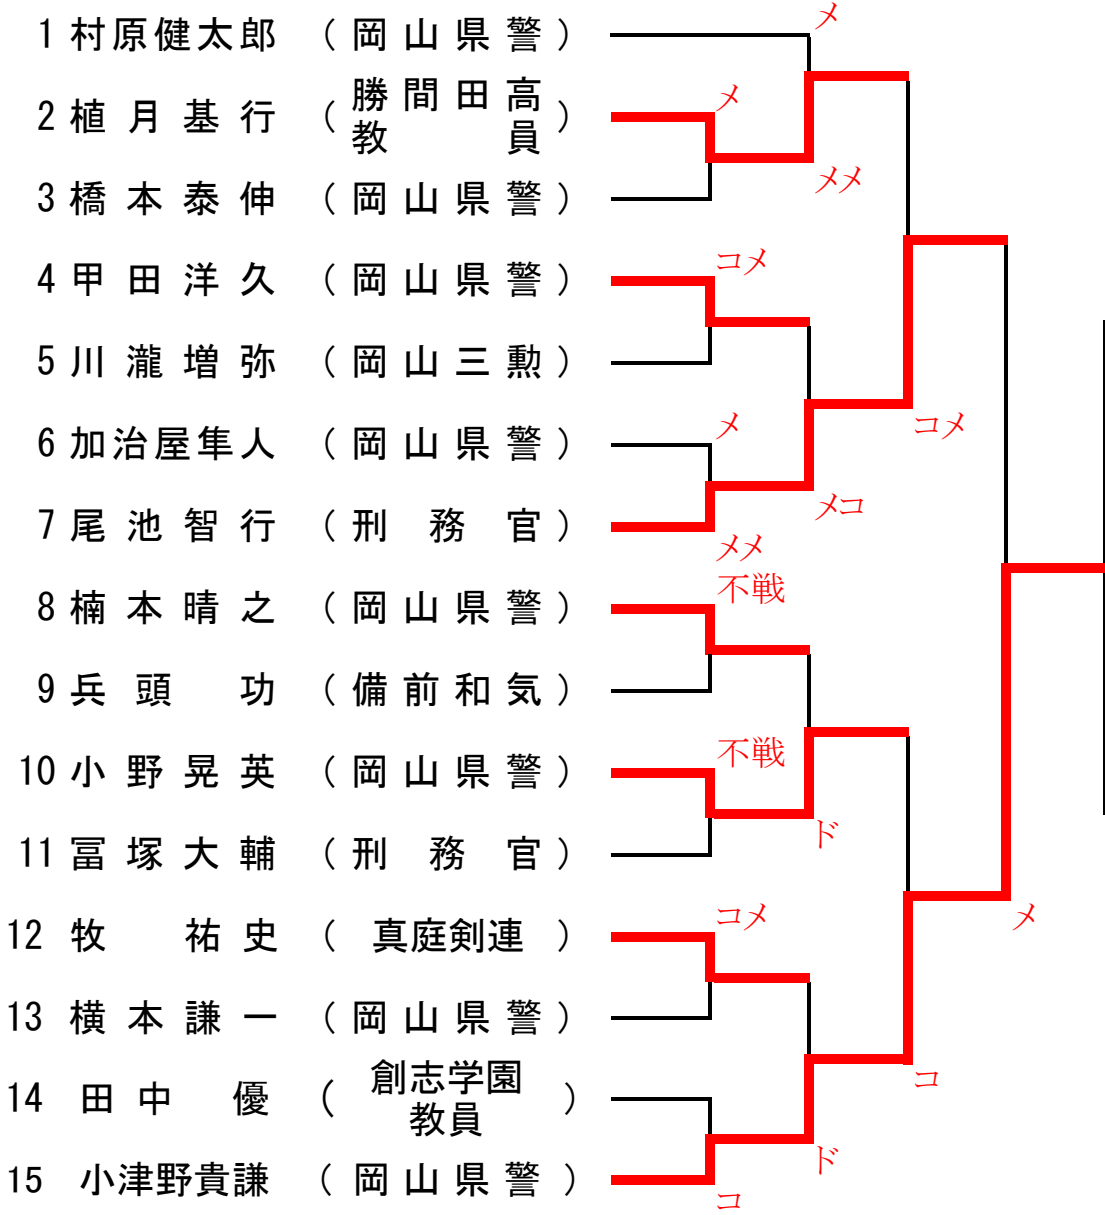 メ
1 村原健太郎 (岡山県警)
勝間田高
2 植月基行 ( ) メ
教員
メメ
3 橋本泰伸 (岡山県警)
コメ
4 甲田洋久 (岡山県警)
5 川瀧増弥 (岡山三勲)
メ コメ
6 加治屋隼人 (岡山県警)
メコ
7 尾池智行 (刑務官)
メメ
不戦
8 楠本晴之 (岡山県警)
9 兵頭功 (備前和気)
不戦
10 小野晃英 (岡山県警)
ド
11 冨塚大輔 (刑務官)
コメ メ
12 牧祐史 (真庭剣連)
13 横本謙一 (岡山県警)
創志学園 コ
14 田中優 ( )
教員
ド
15 小津野貴謙 (岡山県警)
コ